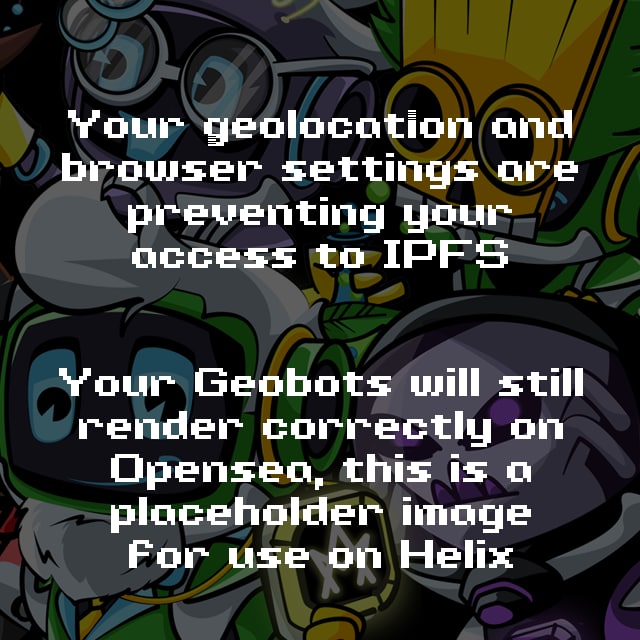 Your geolocation and
browser settings are
preventing your
access to IPFS
Your Geobots will still
render correctly on
Opensea, this is a
placeholder image
for use on Helix